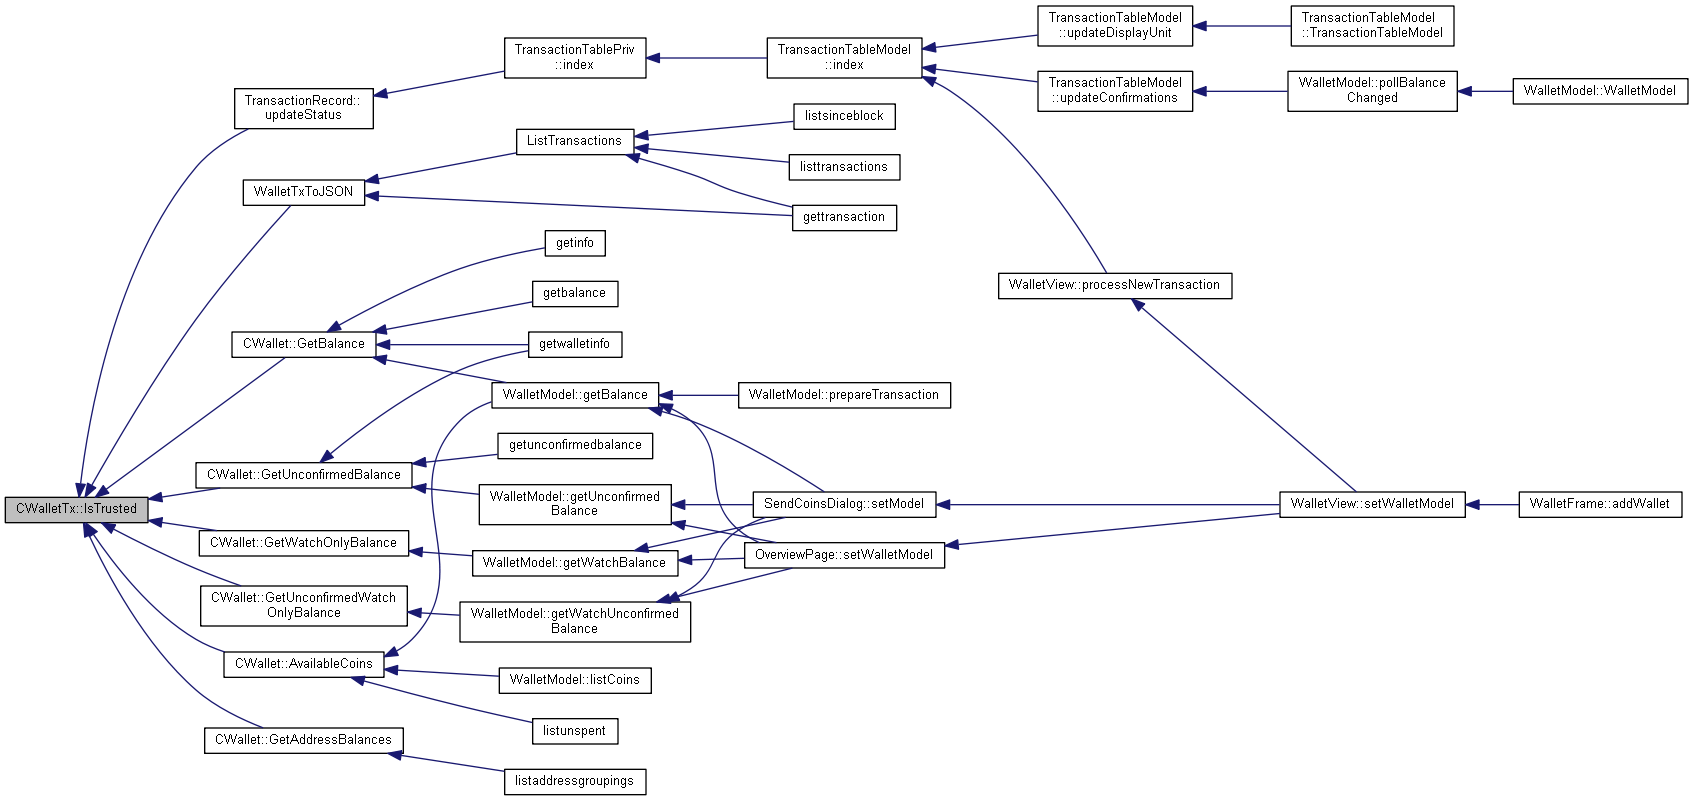 TransactionTableModel
::updateDisplayUnit
TransactionTableModel
::TransactionTableModel
TransactionTablePriv
::index
TransactionTableModel
::index
TransactionTableModel
::updateConfirmations
WalletModel::pollBalance
Changed
WalletModel::WalletModel
TransactionRecord::
updateStatus
listsinceblock
ListTransactions
listtransactions
WalletTxToJSON
gettransaction
getinfo
WalletView::processNewTransaction
getbalance
CWallet::GetBalance
getwalletinfo
WalletModel::getBalance
WalletModel::prepareTransaction
getunconfirmedbalance
CWallet::GetUnconfirmedBalance
WalletModel::getUnconfirmed
Balance
SendCoinsDialog::setModel
WalletView::setWalletModel
WalletFrame::addWallet
CWalletTx::IsTrusted
CWallet::GetWatchOnlyBalance
WalletModel::getWatchBalance
OverviewPage::setWalletModel
CWallet::GetUnconfirmedWatch
OnlyBalance
WalletModel::getWatchUnconfirmed
Balance
CWallet::AvailableCoins
WalletModel::listCoins
listunspent
CWallet::GetAddressBalances
listaddressgroupings